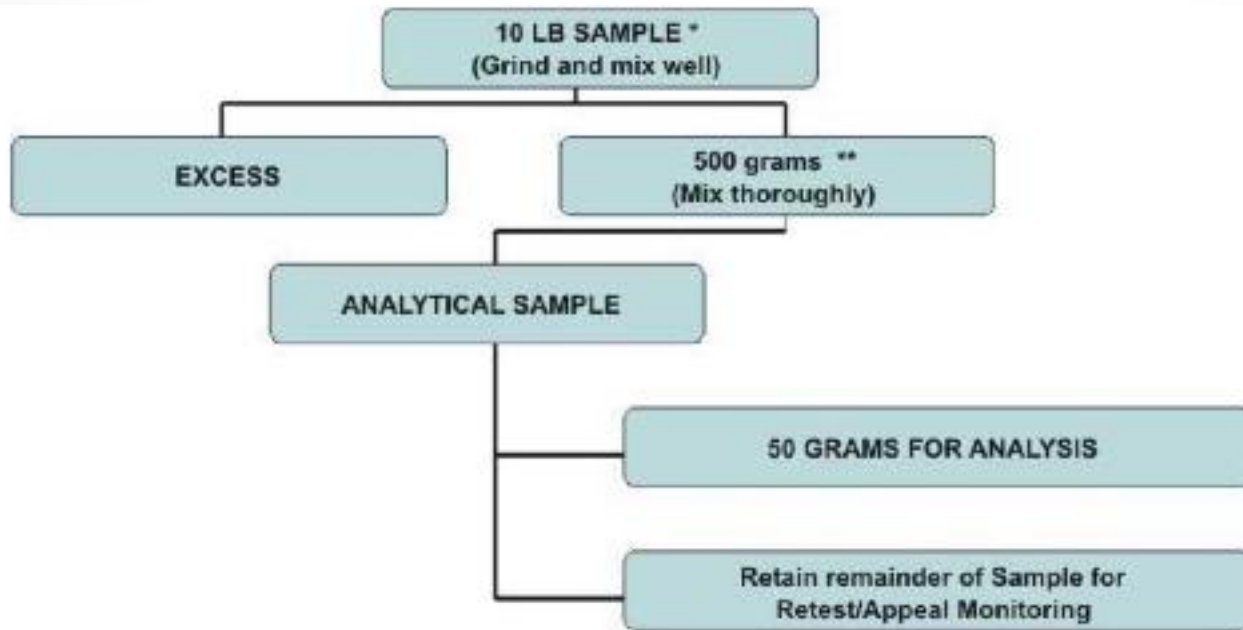 10 LB SAMPLE *
(Grind and mix well)
EXCESS
500 grams **
(Mix thoroughly)
ANALYTICAL SAMPLE
50 GRAMS FOR ANALYSIS
Retain remainder of Sample for
Retest/Appeal Monitoring